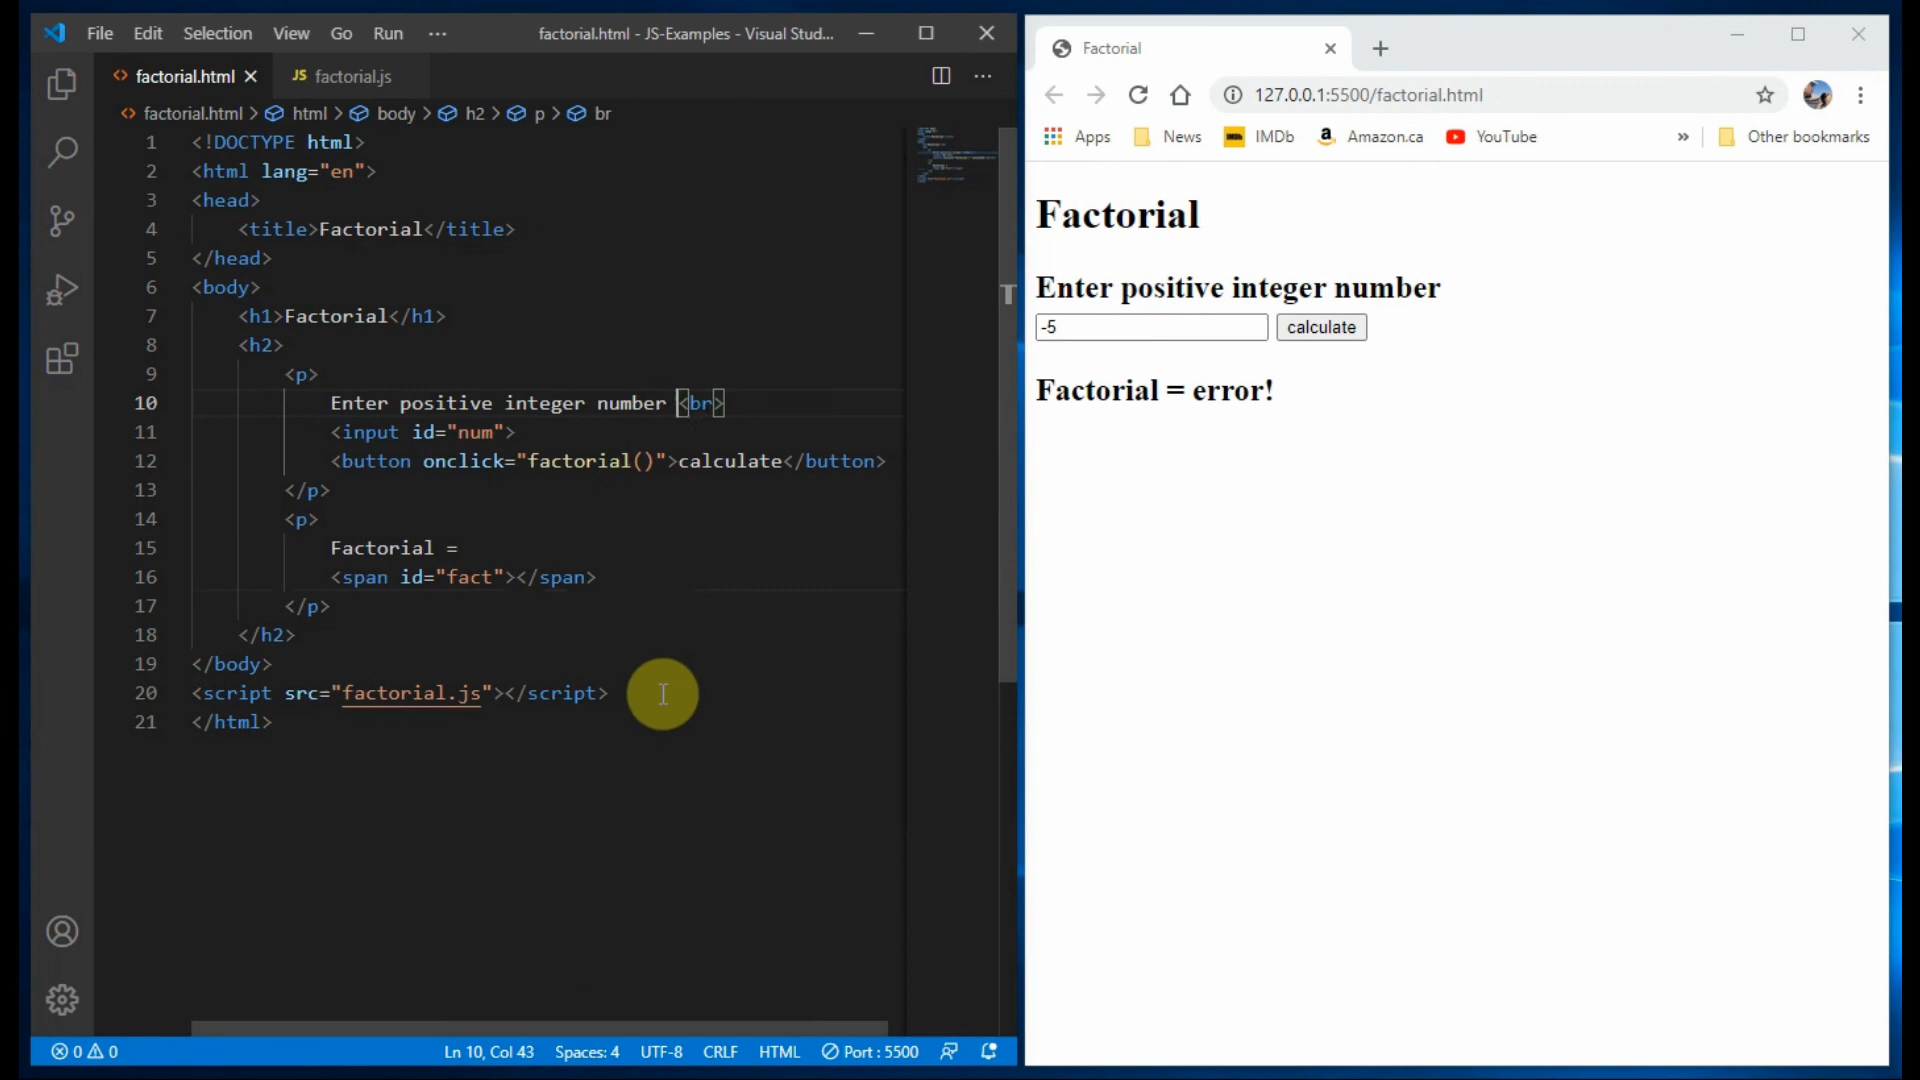 File Edit Selection View Go Run ··· factorial.html - JS-Examples - Visual Stud...
factorial.html JS factorial.js
factorial.html > html > body > h2 > p > br
1 <!DOCTYPE html>
2 <html lang="en">
3 <head>
4 <title>Factorial</title>
5 </head>
6 <body>
7 <h1>Factorial</h1>
8 <h2>
9 <p>
10 Enter positive integer number <br>
11 <input id="num">
12 <button onclick="factorial()">calculate</button>
13 </p>
14 <p>
15 Factorial =
16 <span id="fact"></span>
17 </p>
18 </h2>
19 </body>
20 <script src="factorial.js"></script>
21 </html>
0 0 Ln 10, Col 43 Spaces: 4 UTF-8 CRLF HTML Port : 5500
Factorial
127.0.0.1:5500/factorial.html
Apps News IMDb Amazon.ca YouTube » Other bookmarks
Factorial
Enter positive integer number
-5 calculate
Factorial = error!